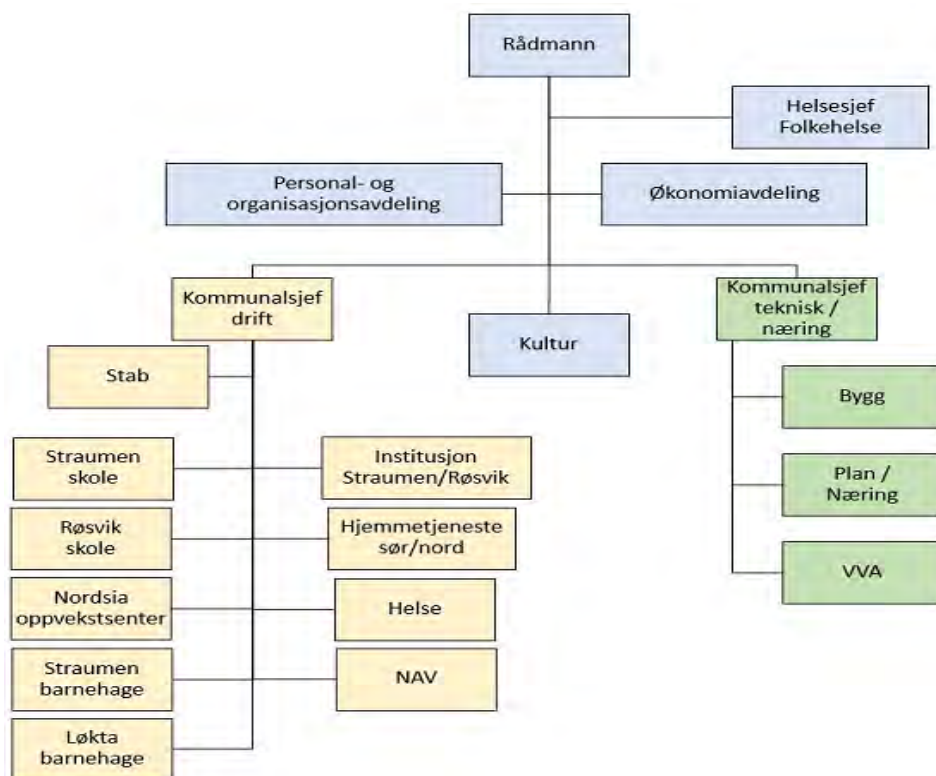 Rådmann
Helsesjef
Folkehelse
Personal- og
organisasjonsavdeling
Økonomiavdeling
Kommunalsjef
drift
Kultur
Kommunalsjef
teknisk /
næring
Stab
Straumen
skole
Røsvik
skole
Nordsia
oppvekstsenter
Straumen
barnehage
Løkta
barnehage
Institusjon
Straumen/Røsvik
Hjemmetjeneste
sør/nord
Helse
NAV
Bygg
Plan /
Næring
VVA